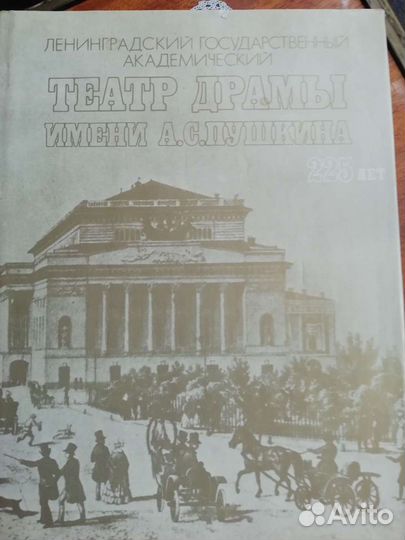 ЛЕНИНГРАДСКИЙ ГОСУДАРСТВЕННЫЙ
АКАДЕМИЧЕСКИЙ
ТЕАТР ДРАМЫ
ИМЕНИ А.С.ПУШКИНА
225 ЛЕТ
Avito